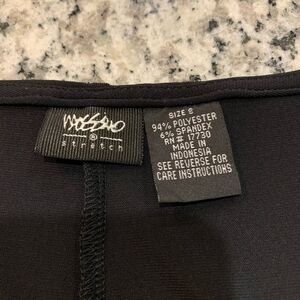 mossimo
®
stretch
SIZE S
94% POLYESTER
6% SPANDEX
RN# 17730
MADE IN
INDONESIA
SEE REVERSE FOR
CARE INSTRUCTIONS